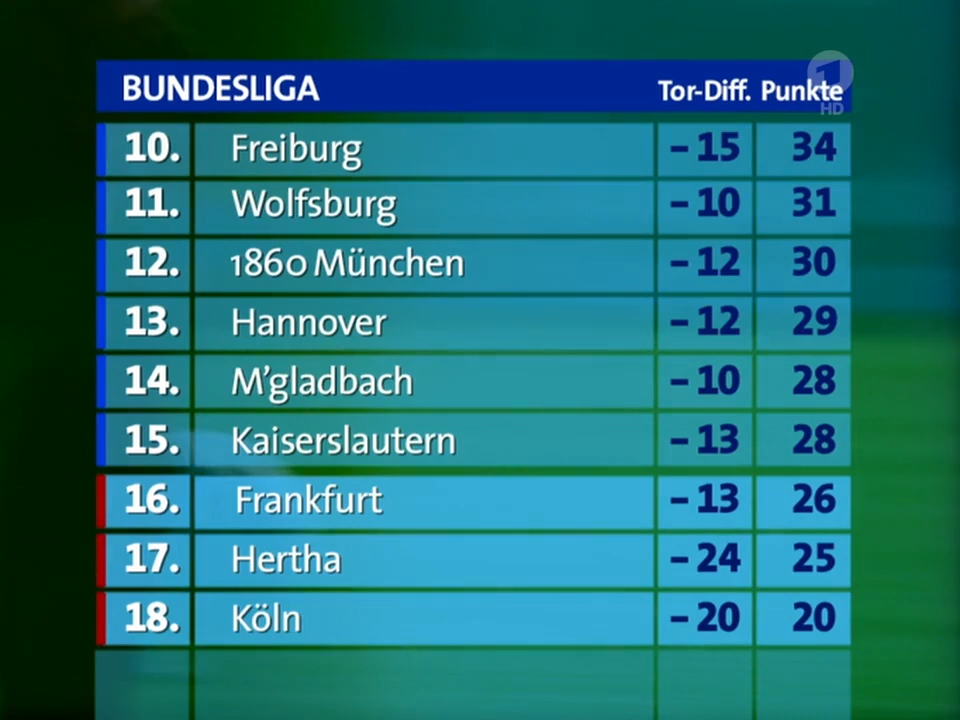 BUNDESLIGA Tor-Diff. Punkte
HD
10. Freiburg – 15 34
11. Wolfsburg – 10 31
12. 1860 München – 12 30
13. Hannover – 12 29
14. M'gladbach – 10 28
15. Kaiserslautern – 13 28
16. Frankfurt – 13 26
17. Hertha – 24 25
18. Köln – 20 20